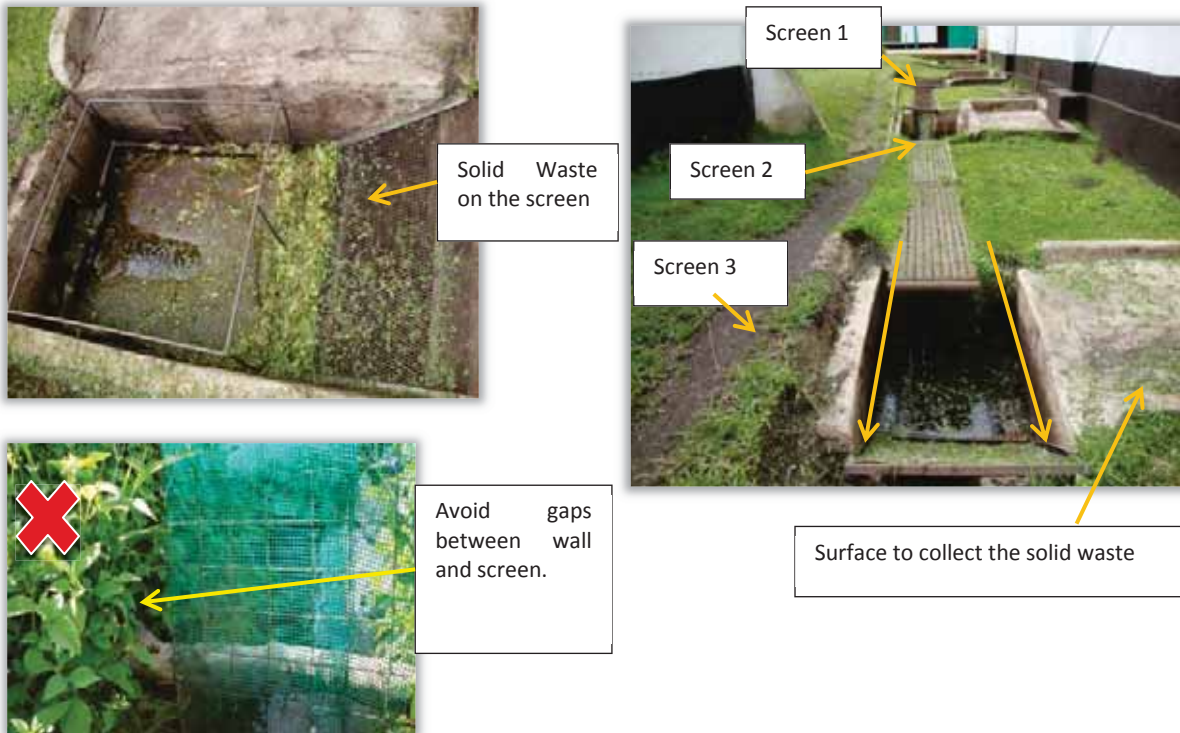 Solid Waste
on the screen
Avoid gaps
between wall
and screen.
Screen 1
Screen 2
Screen 3
Surface to collect the solid waste